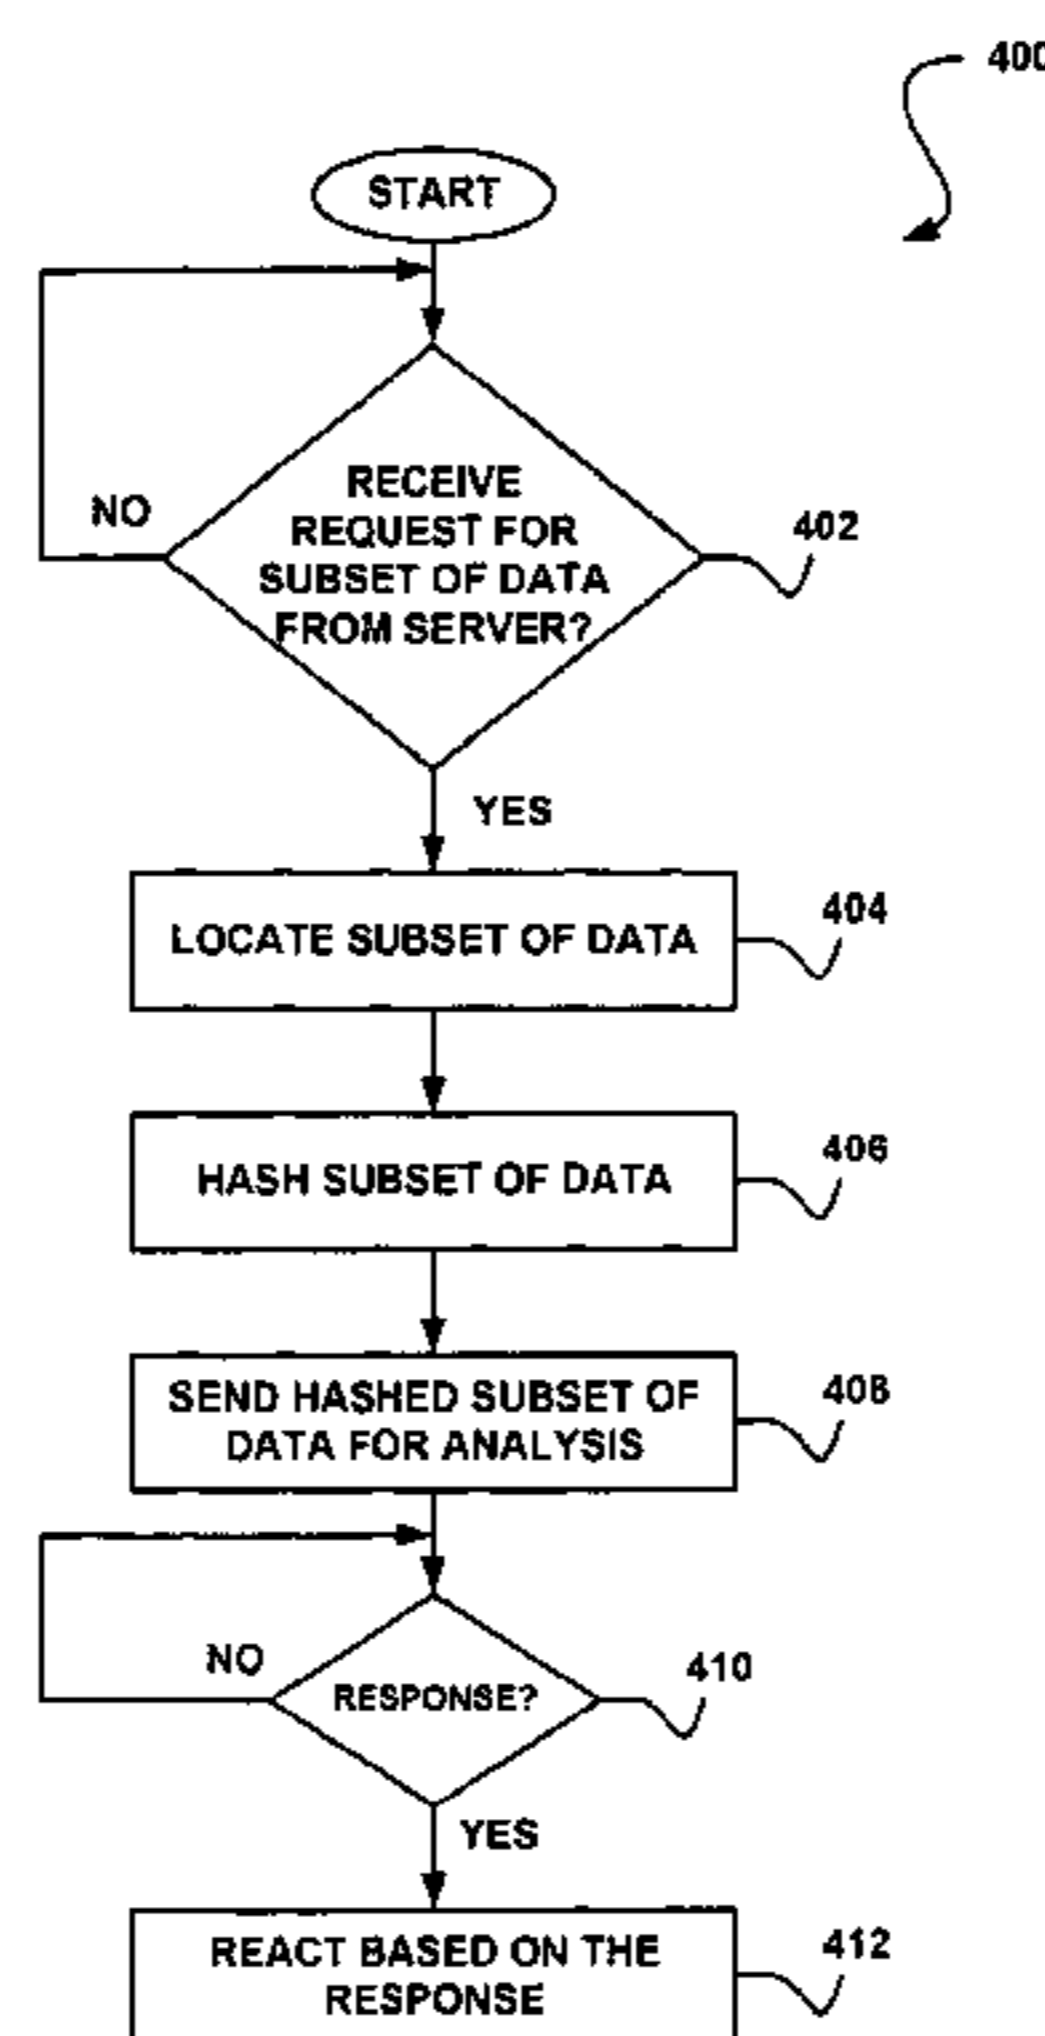 400
START
RECEIVE
REQUEST FOR
SUBSET OF DATA
FROM SERVER?
NO
402
YES
LOCATE SUBSET OF DATA
404
HASH SUBSET OF DATA
406
SEND HASHED SUBSET OF
DATA FOR ANALYSIS
408
NO
RESPONSE?
410
YES
REACT BASED ON THE
RESPONSE
412